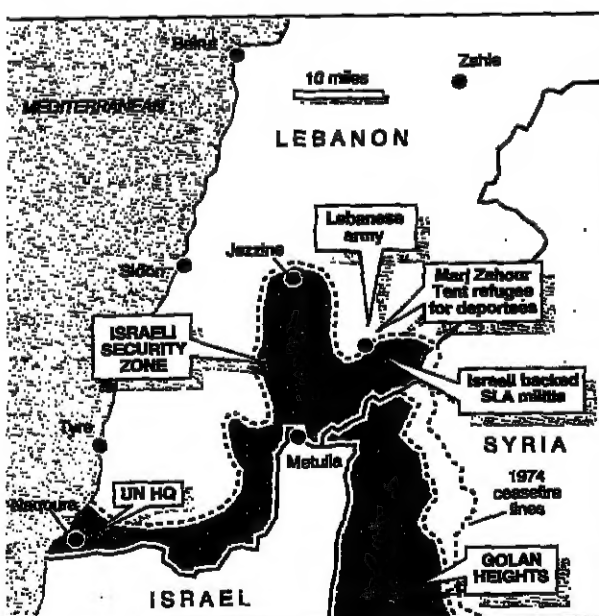 Beirut
Zahle
MEDITERRANEAN
10 miles
LEBANON
Lebanese
army
Jezzine
Sidon
Marj Zahour
Tent refugee
for deportees
ISRAELI
SECURITY
ZONE
Israeli backed
SLA militia
Tyre
Metulla
SYRIA
1974
ceasefire
lines
Naqoura
UN HQ
GOLAN
HEIGHTS
ISRAEL